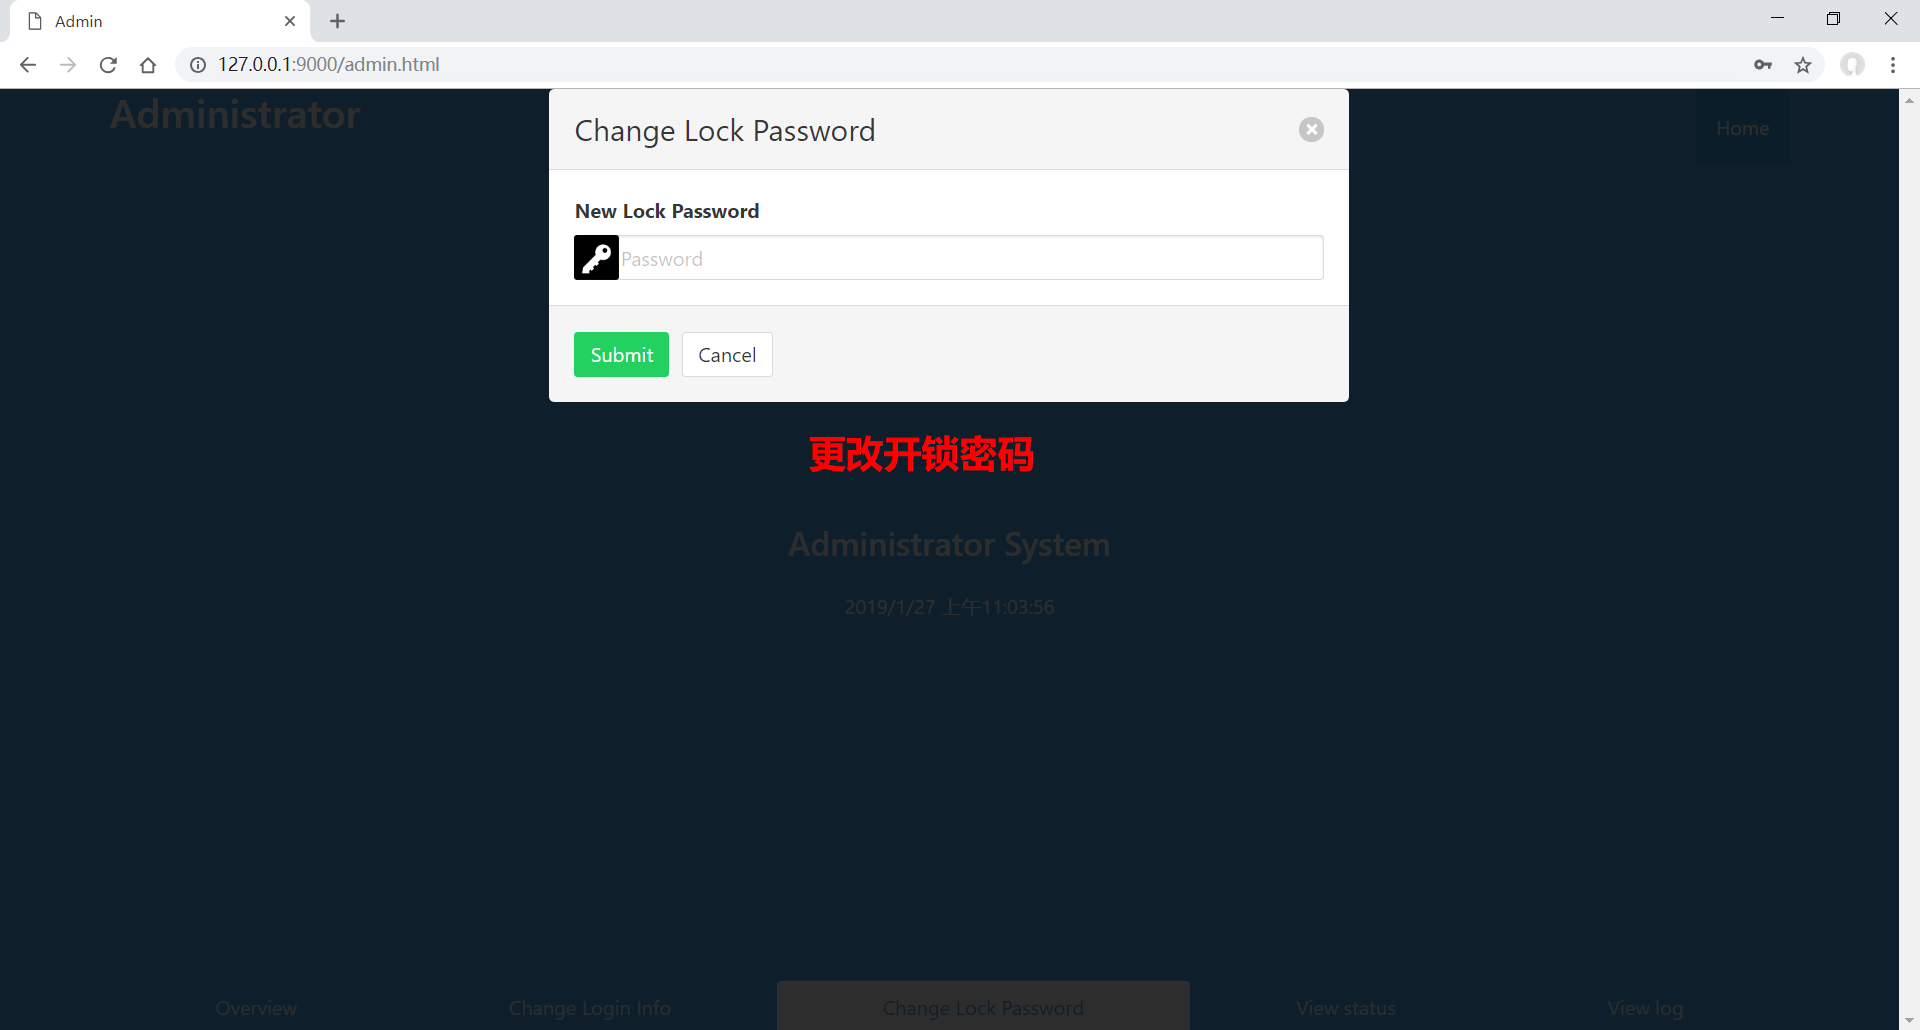 Admin
127.0.0.1:9000/admin.html
Administrator
Home
Change Lock Password
New Lock Password
Password
Submit
Cancel
更改开锁密码
Administrator System
2019/1/27 上午11:03:56
Overview
Change Login Info
Change Lock Password
View status
View log